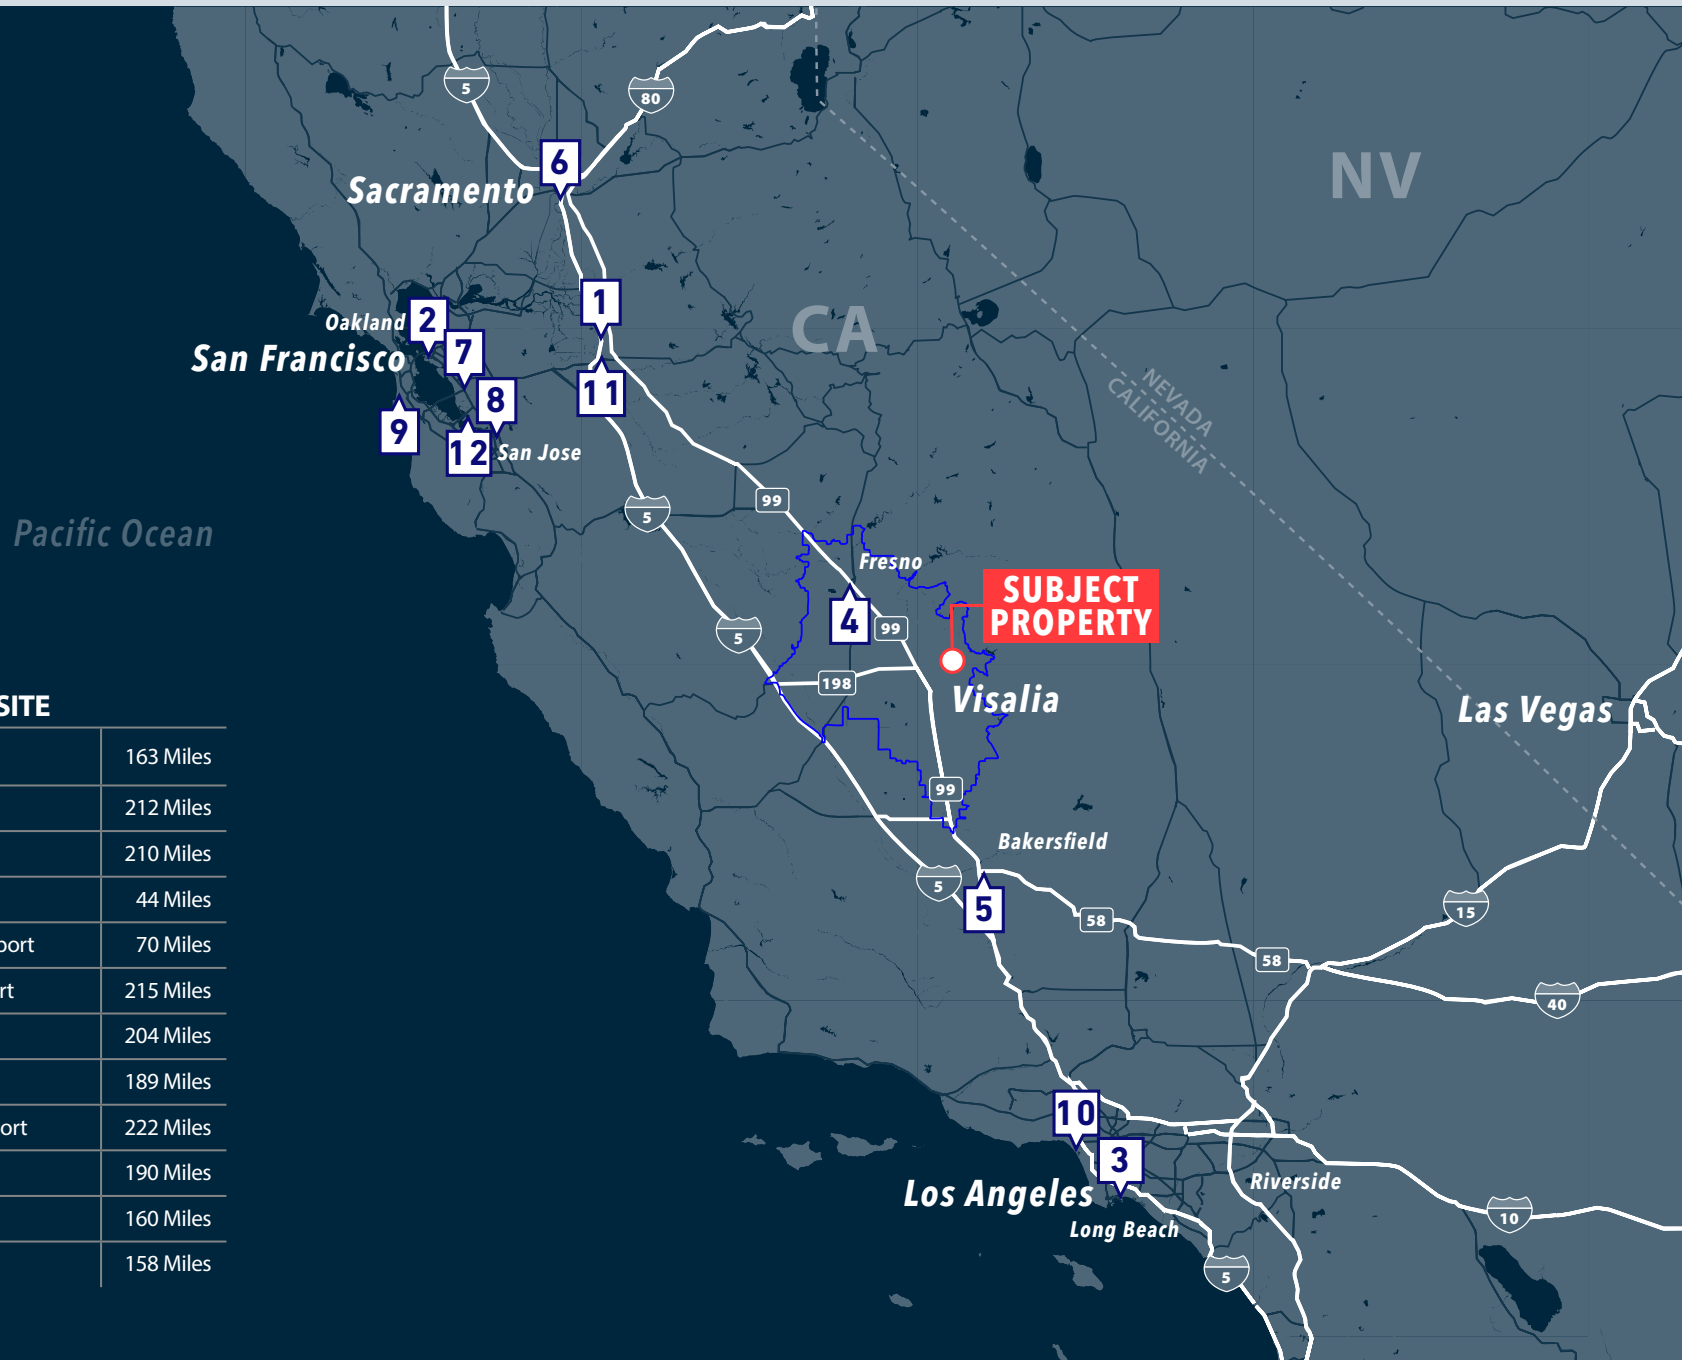 5
80
NV
6
Sacramento
1
CA
Oakland
2
San Francisco
7
8
11
NEVADA
CALIFORNIA
9
12
San Jose
99
5
Pacific Ocean
Fresno
SUBJECT
PROPERTY
4
99
5
198
Visalia
Las Vegas
SITE
163 Miles
212 Miles
210 Miles
44 Miles
port 70 Miles
rt 215 Miles
204 Miles
189 Miles
ort 222 Miles
190 Miles
160 Miles
158 Miles
99
Bakersfield
5
5
58
15
58
40
10
3
Los Angeles
Riverside
Long Beach
10
5